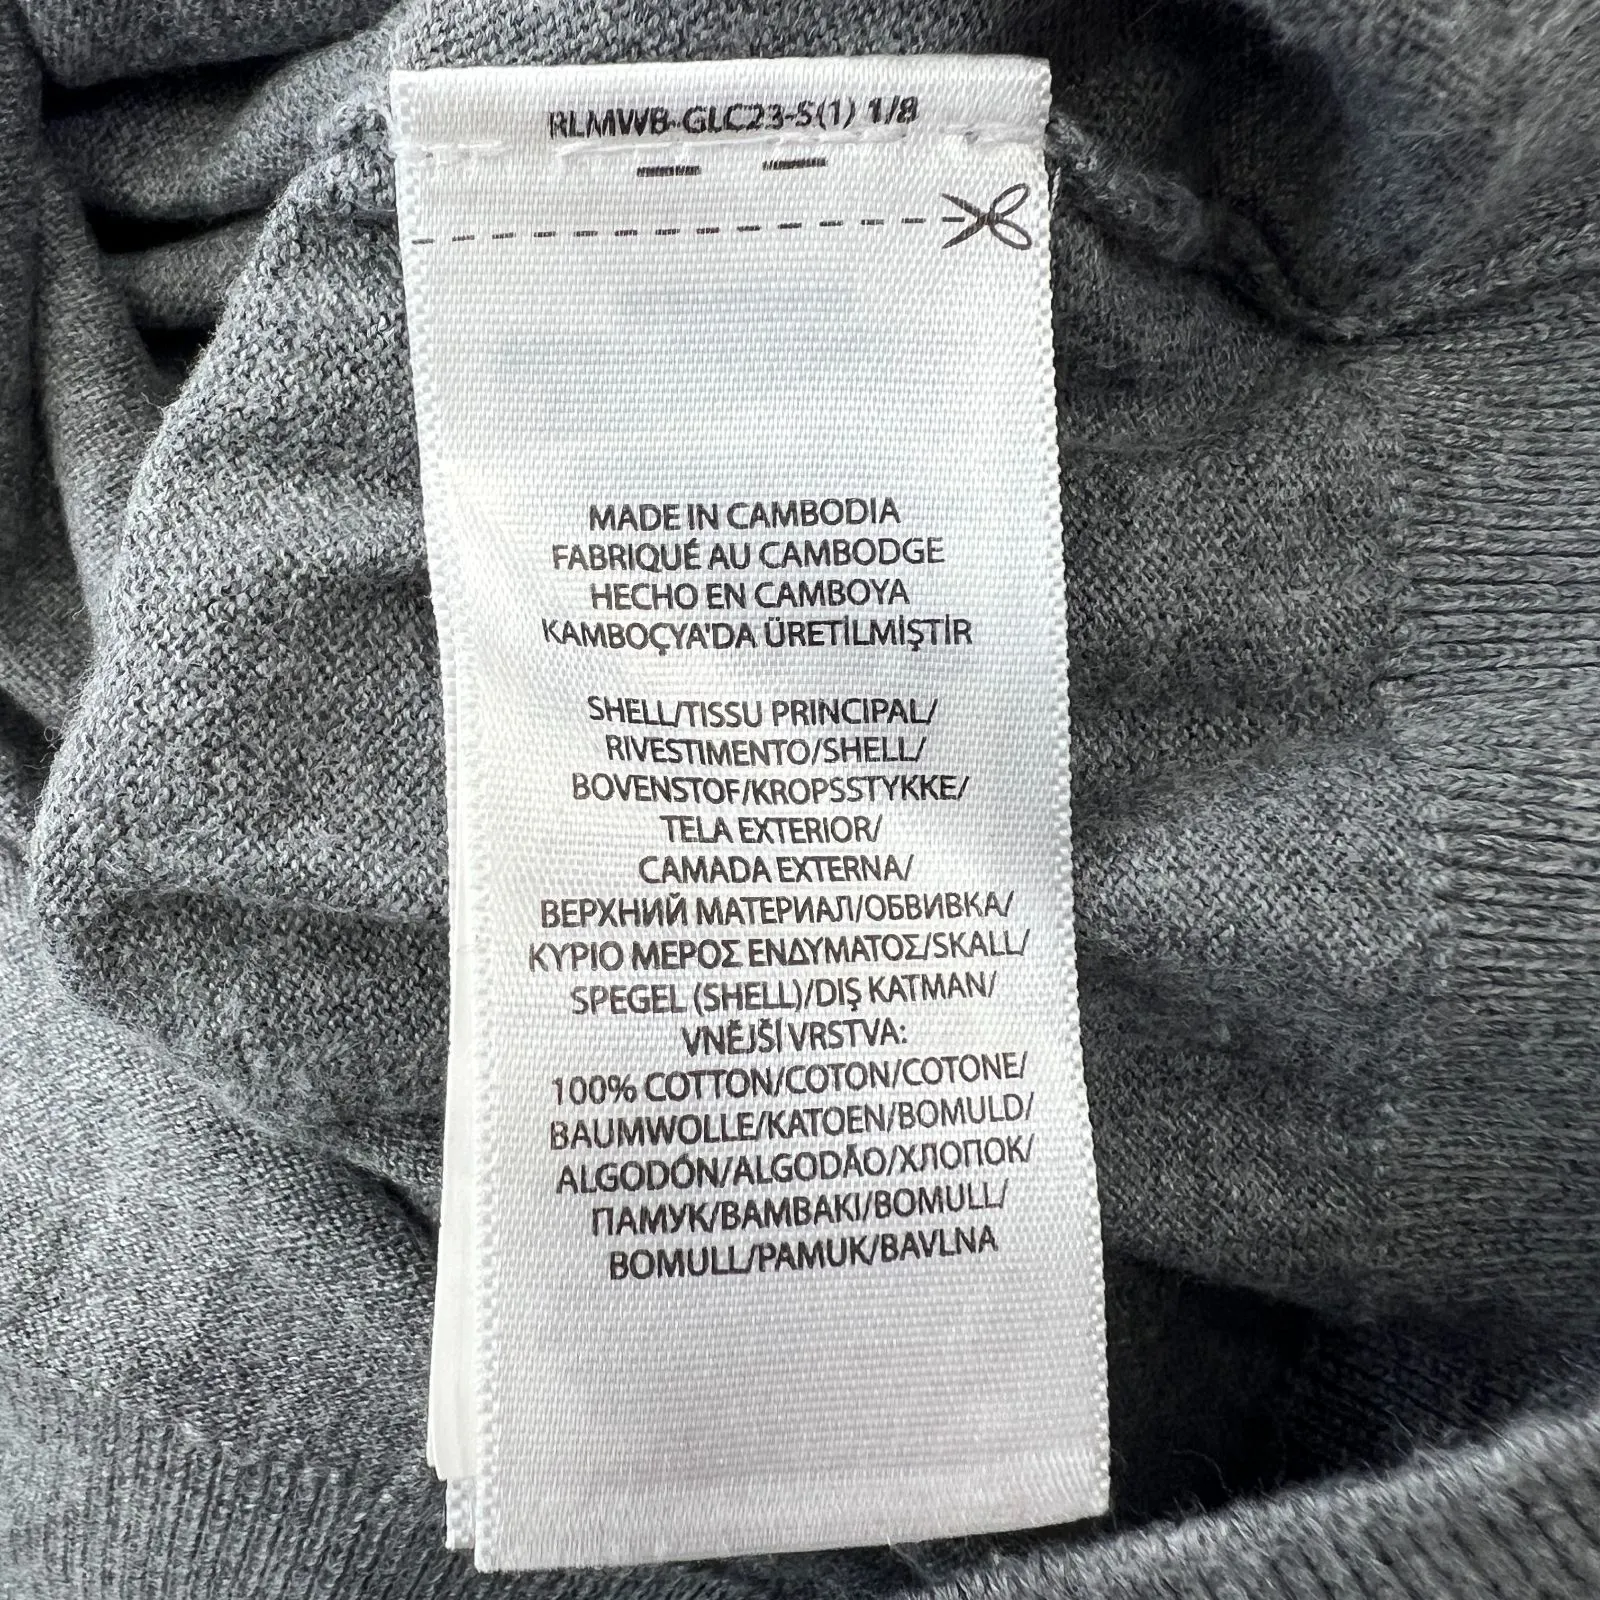 RLMWB-GLC23-S(1) 1/8
MADE IN CAMBODIA
FABRIQUÉ AU CAMBODGE
HECHO EN CAMBOYA
KAMBOÇYA'DA ÜRETİLMİŞTİR
SHELL/TISSU PRINCIPAL/
RIVESTIMENTO/SHELL/
BOVENSTOF/KROPSSTYKKE/
TELA EXTERIOR/
CAMADA EXTERNA/
ВЕРХНИЙ МАТЕРИАЛ/ОБВИВКА/
ΚΥΡΙΟ ΜΕΡΟΣ ΕΝΔΥΜΑΤΟΣ/SKALL/
SPEGEL (SHELL)/DIŞ KATMAN/
VNĚJŠÍ VRSTVA:
100% COTTON/COTON/COTONE/
BAUMWOLLE/KATOEN/BOMULD/
ALGODÓN/ALGODÃO/ХЛОПОК/
ПАМУК/ΒΑΜΒΑΚΙ/BOMULL/
BOMULL/PAMUK/BAVLNA